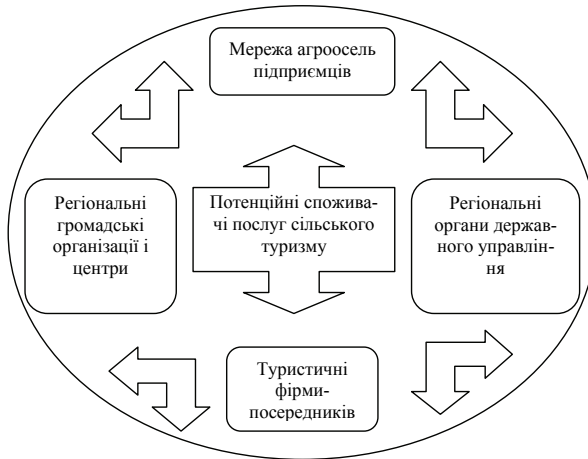 Мережа агроосель
підприємців
Регіональні
громадські
організації і
центри
Потенційні спожива-
чі послуг сільського
туризму
Регіональні
органи держав-
ного управлін-
ня
Туристичні
фірми-
посередників